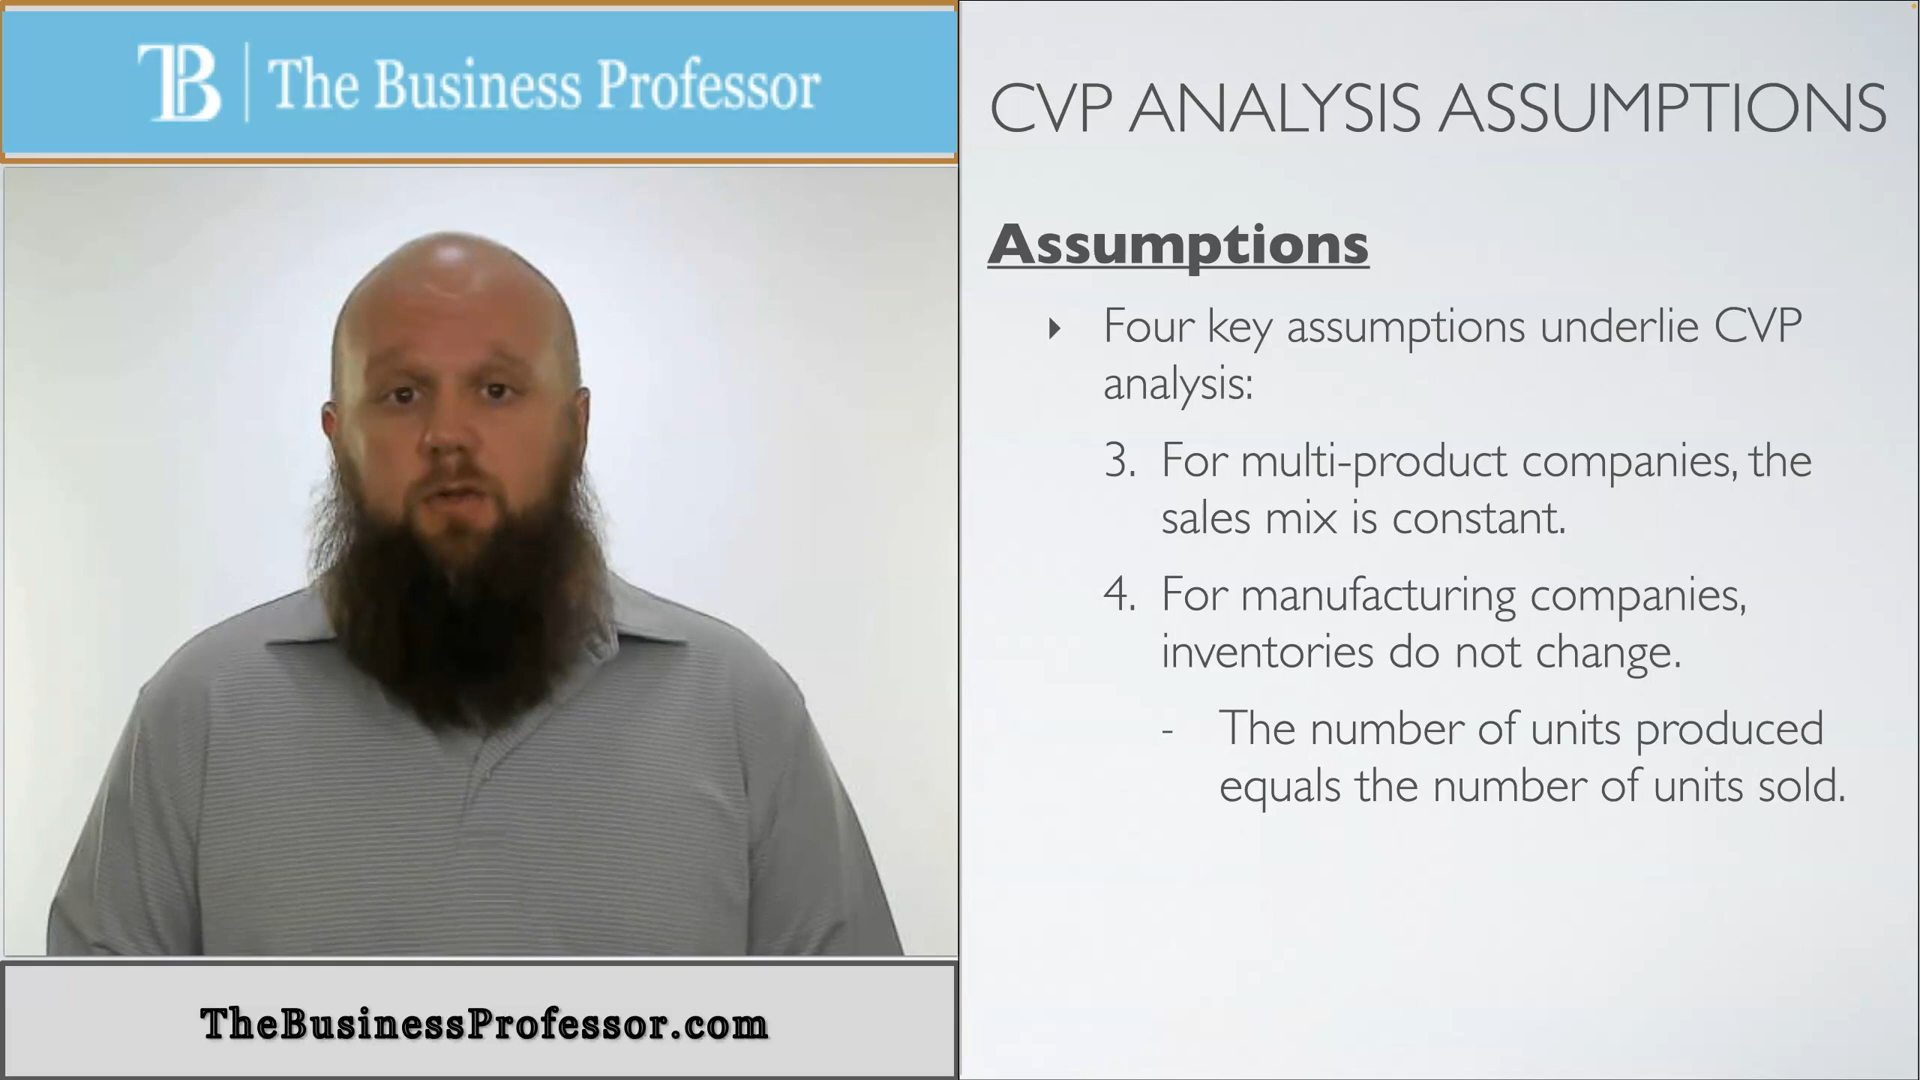 TB The Business Professor
TheBusinessProfessor.com
CVP ANALYSIS ASSUMPTIONS
Assumptions
Four key assumptions underlie CVP
analysis:
3. For multi-product companies, the
sales mix is constant.
4. For manufacturing companies,
inventories do not change.
- The number of units produced
equals the number of units sold.